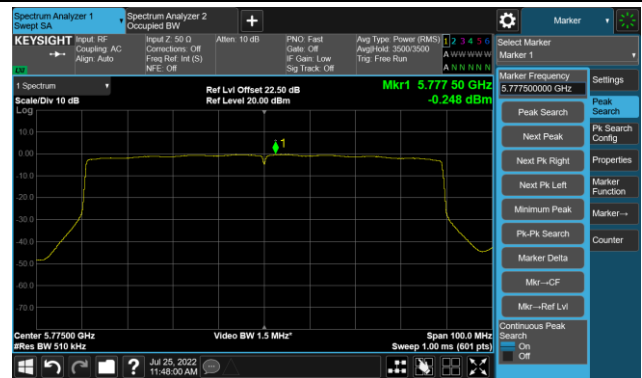 Spectrum Analyzer 1
Swept SA
Spectrum Analyzer 2
Occupied BW
Marker
KEYSIGHT
Input: RF
Coupling: AC
Align: Auto
Input Z: 50 Ω
Corrections: Off
Freq Ref: Int (S)
NFE: Off
Atten: 10 dB
PNO: Fast
Gate: Off
IF Gain: Low
Sig Track: Off
Avg Type: Power (RMS)
Avg|Hold: 3500/3500
Trig: Free Run
1 2 3 4 5 6
A W W W W W
A N N N N N
Select Marker
Marker 1
LW
1 Spectrum
Scale/Div 10 dB
Log
Ref Lvl Offset 22.50 dB
Ref Level 20.00 dBm
Mkr1 5.777 50 GHz
-0.248 dBm
10.0
0.00
-10.0
-20.0
-30.0
-40.0
-50.0
-60.0
-70.0
1
Center 5.77500 GHz
#Res BW 510 kHz
Video BW 1.5 MHz*
Span 100.0 MHz
Sweep 1.00 ms (601 pts)
Marker Frequency
5.777500000 GHz
Peak Search
Next Peak
Next Pk Right
Next Pk Left
Minimum Peak
Pk-Pk Search
Marker Delta
Mkr→CF
Mkr→Ref Lvl
Continuous Peak
Search
On
Off
Settings
Peak
Search
Pk Search
Config
Properties
Marker
Function
Marker→
Counter
?
Jul 25, 2022
11:48:00 AM